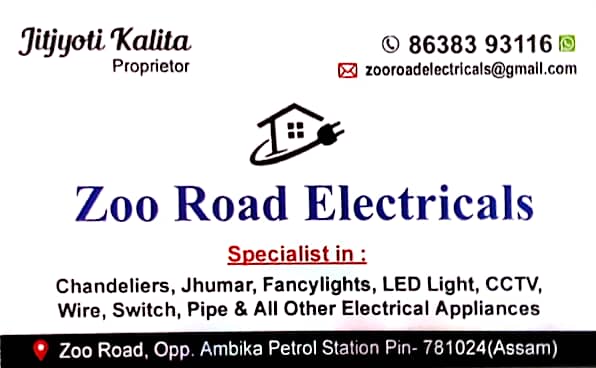 Jitjyoti Kalita
Proprietor
86383 93116
zooroadelectricals@gmail.com
Zoo Road Electricals
Specialist in :
Chandeliers, Jhumar, Fancylights, LED Light, CCTV,
Wire, Switch, Pipe & All Other Electrical Appliances
Zoo Road, Opp. Ambika Petrol Station Pin- 781024(Assam)